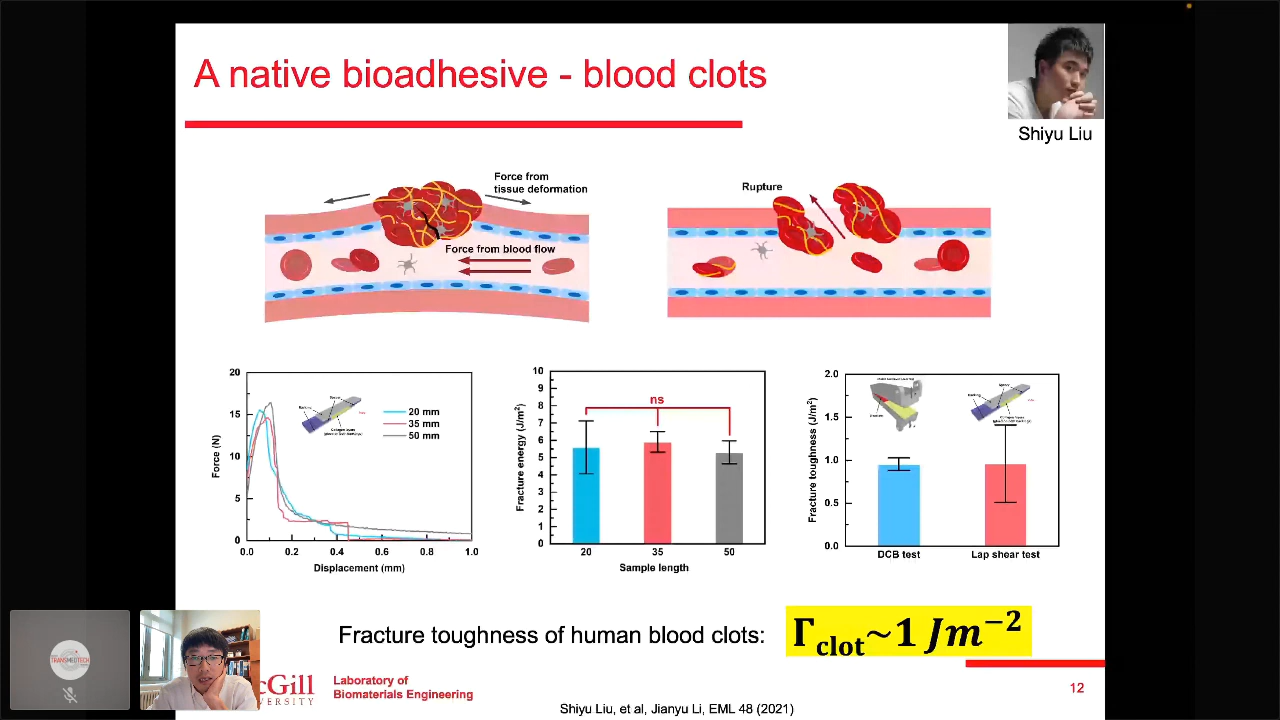 A native bioadhesive - blood clots
Shiyu Liu
Force from
tissue deformation
Force from blood flow
Rupture
20
15
10
5
0
Force (N)
20 mm
35 mm
50 mm
0.0 0.2 0.4 0.6 0.8 1.0
Displacement (mm)
10
9
8
7
6
5
4
3
2
1
0
Fracture energy (J/m²)
ns
20 35 50
Sample length
2.0
1.5
1.0
0.5
0.0
Fracture toughness (J/m²)
DCB test Lap shear test
Fracture toughness of human blood clots:
Γclot~1 Jm⁻²
TRANSMEDTECH
Gill
VERSITY
Laboratory of
Biomaterials Engineering
12
Shiyu Liu, et al, Jianyu Li, EML 48 (2021)